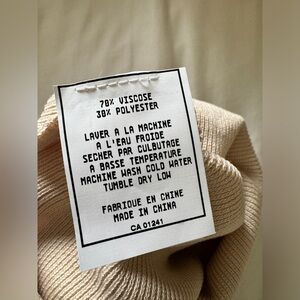 70% VISCOSE
30% POLYESTER
LAVER A LA MACHINE
A L'EAU FROIDE
SECHER PAR CULBUTAGE
A BASSE TEMPERATURE
MACHINE WASH COLD WATER
TUMBLE DRY LOW
FABRIQUE EN CHINE
MADE IN CHINA
CA 01241